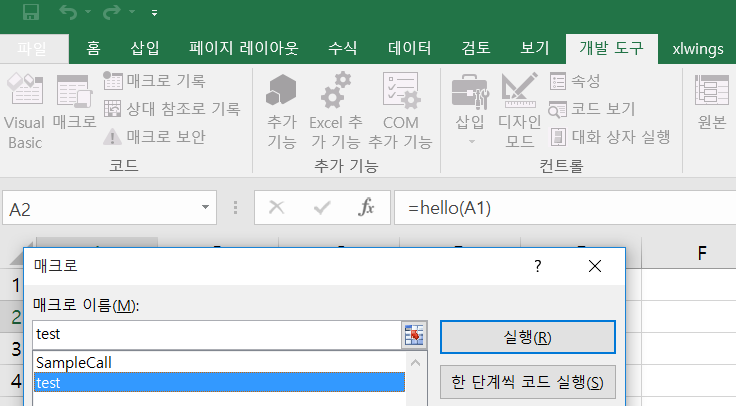 파일 홈 삽입 페이지 레이아웃 수식 데이터 검토 보기 개발 도구 xlwings
Visual Basic
매크로
매크로 기록
상대 참조로 기록
매크로 보안
코드
추가 기능
Excel 추가 기능
COM 추가 기능
추가 기능
삽입
디자인 모드
속성
코드 보기
대화 상자 실행
컨트롤
원본
A2 fx =hello(A1)
F
1
2
3
4
매크로 ?
매크로 이름(M):
test
실행(R)
SampleCall
test
한 단계씩 코드 실행(S)